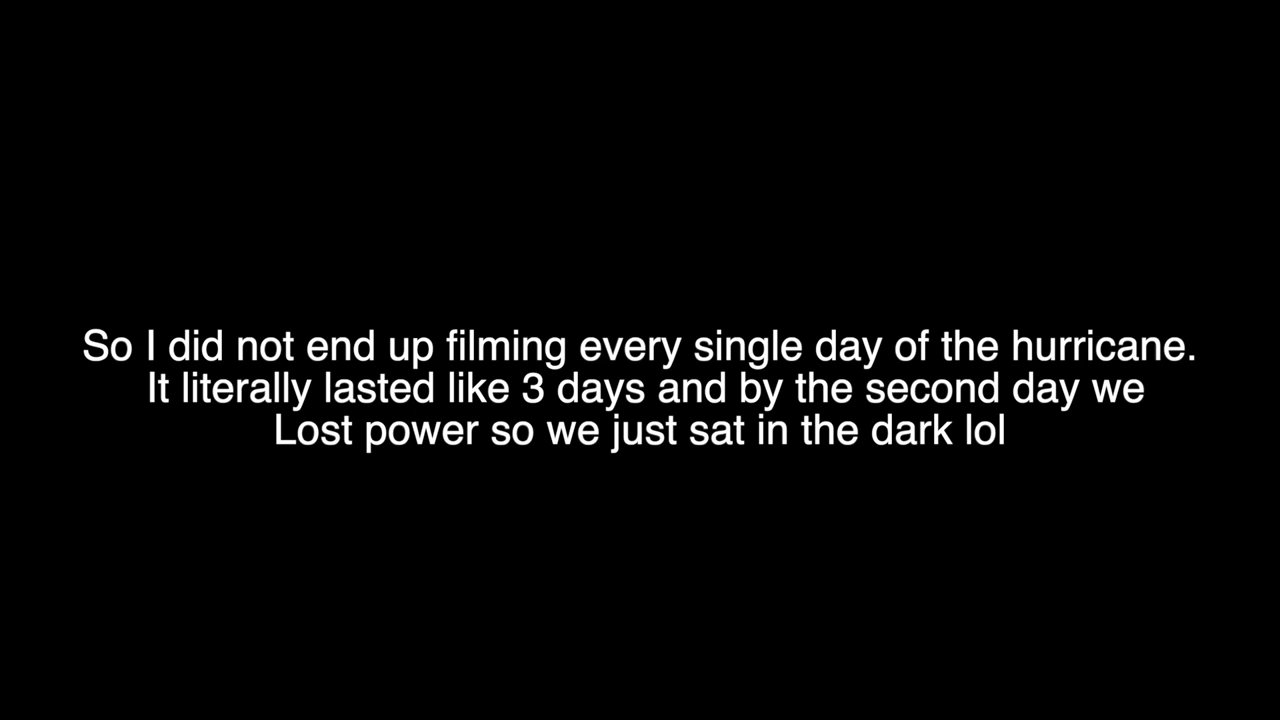 So I did not end up filming every single day of the hurricane.
It literally lasted like 3 days and by the second day we
Lost power so we just sat in the dark lol